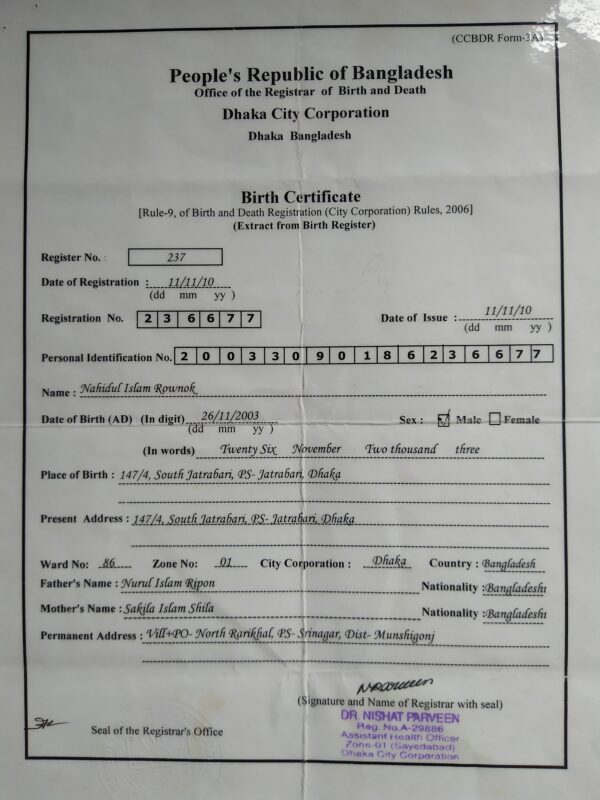 (CCBDR Form-3A)
People's Republic of Bangladesh
Office of the Registrar of Birth and Death
Dhaka City Corporation
Dhaka Bangladesh
Birth Certificate
[Rule-9, of Birth and Death Registration (City Corporation) Rules, 2006]
(Extract from Birth Register)
Register No. : 237
Date of Registration : 11/11/10
(dd mm yy )
Registration No. 2 3 6 6 7 7 Date of Issue : 11/11/10
(dd mm yy )
Personal Identification No. 2 0 0 3 3 0 9 0 1 8 6 2 3 6 6 7 7
Name : Nahidul Islam Rownok
Date of Birth (AD) (In digit) 26/11/2003 Sex : Male Female
(dd mm yy )
(In words) Twenty Six November Two thousand three
Place of Birth : 147/4, South Jatrabari, PS- Jatrabari, Dhaka
Present Address : 147/4, South Jatrabari, PS- Jatrabari, Dhaka
Ward No: 86 Zone No: 01 City Corporation : Dhaka Country : Bangladesh
Father's Name : Nurul Islam Ripon Nationality : Bangladeshi
Mother's Name : Sakila Islam Shila Nationality : Bangladeshi
Permanent Address : Vill+PO- North Rarikhal, PS- Srinagar, Dist- Munshigonj
(Signature and Name of Registrar with seal)
DR. NISHAT PARVEEN
Reg. No.A-29886
Assistant Health Officer
Zone-01 (Sayedabad)
Dhaka City Corporation
Seal of the Registrar's Office